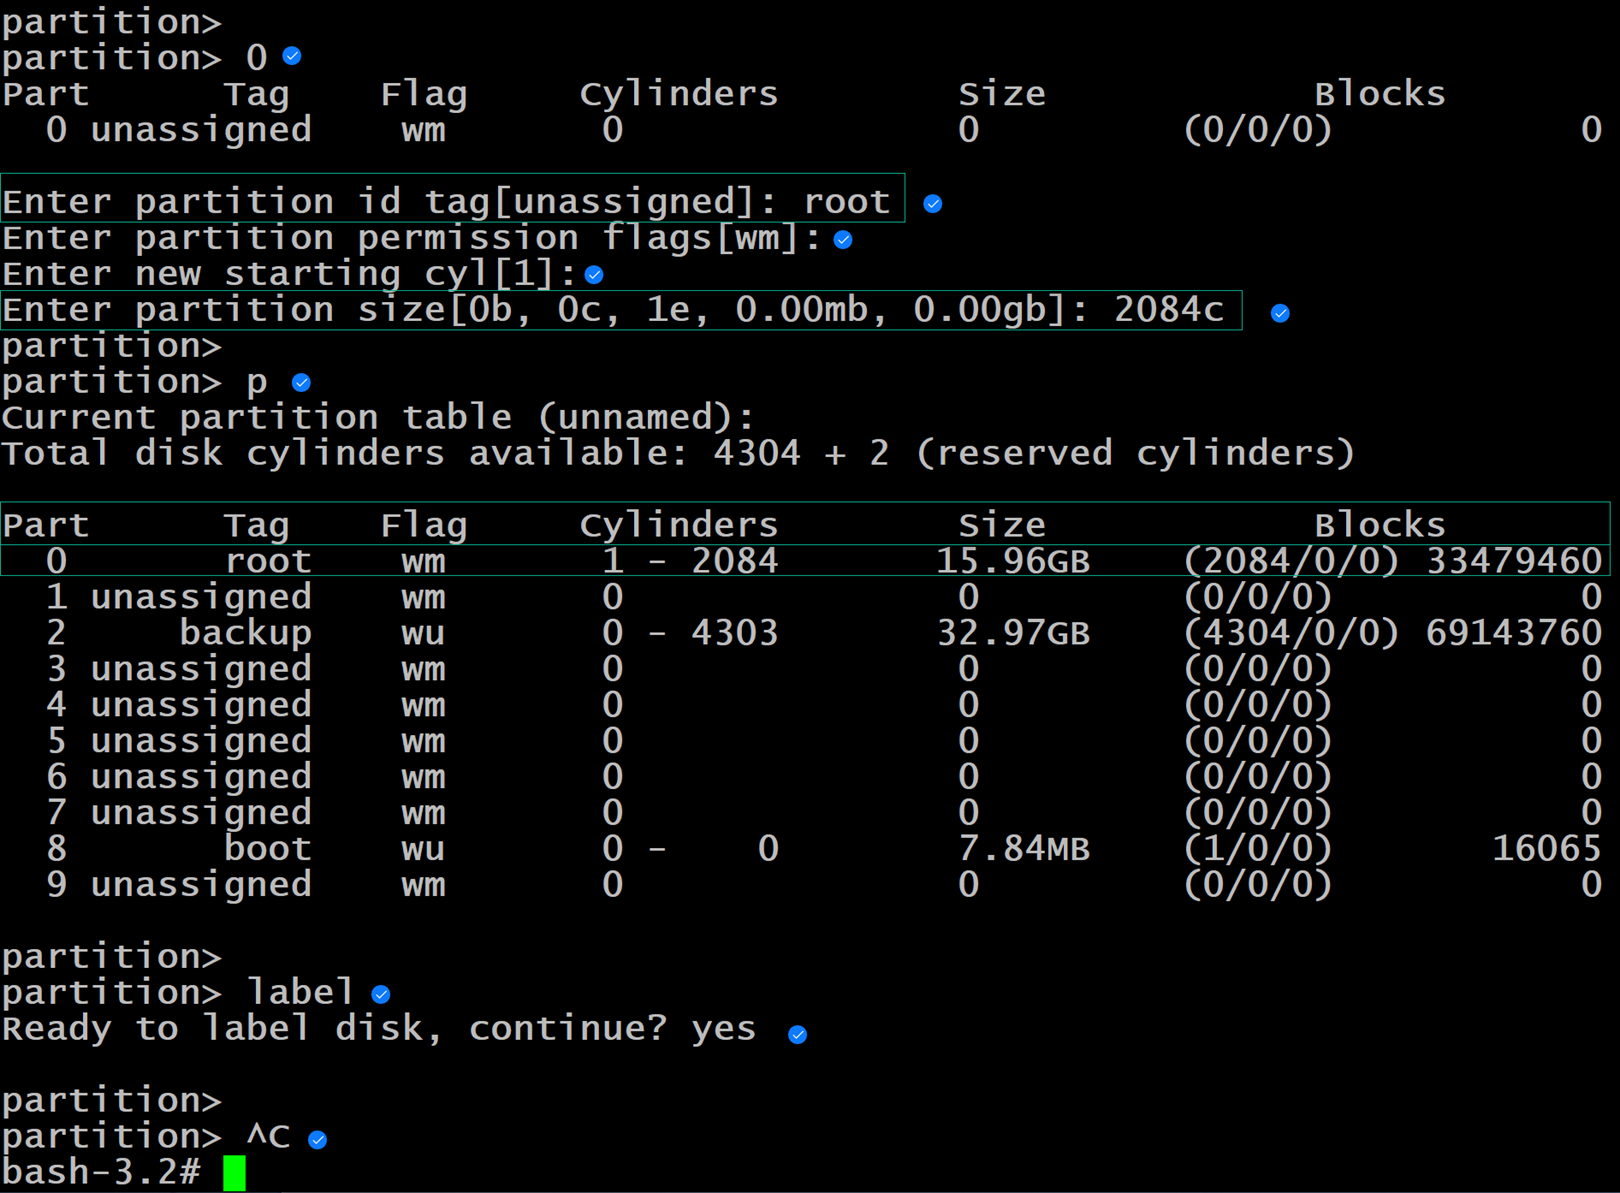 partition>
partition> 0
Part      Tag    Flag     Cylinders        Size            Blocks
  0 unassigned    wm       0               0         (0/0/0)           0
Enter partition id tag[unassigned]: root
Enter partition permission flags[wm]:
Enter new starting cyl[1]:
Enter partition size[0b, 0c, 1e, 0.00mb, 0.00gb]: 2084c
partition>
partition> p
Current partition table (unnamed):
Total disk cylinders available: 4304 + 2 (reserved cylinders)
Part      Tag    Flag     Cylinders        Size            Blocks
  0       root    wm       1 - 2084       15.96GB    (2084/0/0) 33479460
  1 unassigned    wm       0               0         (0/0/0)           0
  2     backup    wu       0 - 4303       32.97GB    (4304/0/0) 69143760
  3 unassigned    wm       0               0         (0/0/0)           0
  4 unassigned    wm       0               0         (0/0/0)           0
  5 unassigned    wm       0               0         (0/0/0)           0
  6 unassigned    wm       0               0         (0/0/0)           0
  7 unassigned    wm       0               0         (0/0/0)           0
  8       boot    wu       0 -    0        7.84MB    (1/0/0)       16065
  9 unassigned    wm       0               0         (0/0/0)           0
partition>
partition> label
Ready to label disk, continue? yes
partition>
partition> ^C
bash-3.2#